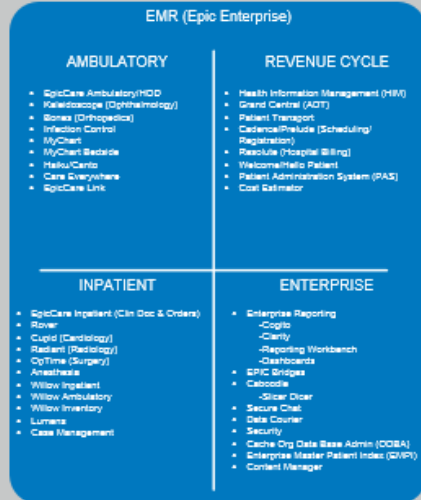 EMR (Epic Enterprise)
AMBULATORY
• EpicCare Ambulatory/HOD
• Kaleidoscope (Ophthalmology)
• Bones (Orthopedics)
• Infection Control
• MyChart
• MyChart Bedside
• Haiku/Canto
• Care Everywhere
• EpicCare Link
REVENUE CYCLE
• Health Information Management (HIM)
• Grand Central (ADT)
• Patient Transport
• Cadence/Prelude (Scheduling/
Registration)
• Resolute (Hospital Billing)
• Welcome/Hello Patient
• Patient Administration System (PAS)
• Cost Estimator
INPATIENT
• EpicCare Inpatient (Clin Doc & Orders)
• Rover
• Cupid (Cardiology)
• Radiant (Radiology)
• OpTime (Surgery)
• Anesthesia
• Willow Inpatient
• Willow Ambulatory
• Willow Inventory
• Lumens
• Case Management
ENTERPRISE
• Enterprise Reporting
-Cogito
-Clarity
-Reporting Workbench
-Dashboards
• EPIC Bridges
• Caboodle
-Slicer Dicer
• Secure Chat
• Data Courier
• Security
• Cache Org Data Base Admin (ODBA)
• Enterprise Master Patient Index (EMPI)
• Content Manager